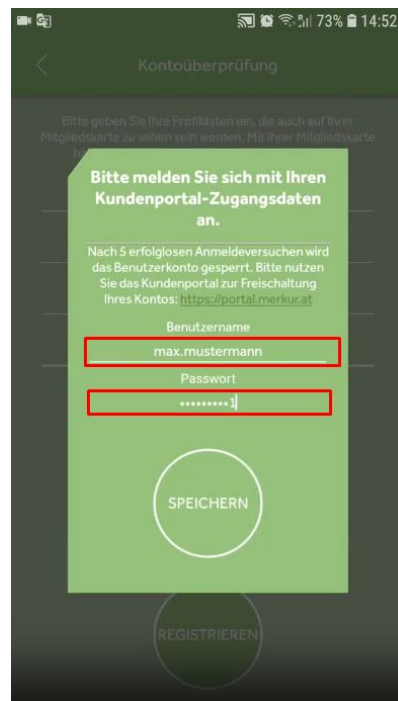 73% 14:52
Kontoüberprüfung
Bitte geben Sie Ihre Profildaten ein, die auch auf Ihrer
Mitgliedskarte zu sehen sein werden. Mit Ihrer Mitgliedskarte
Bitte melden Sie sich mit Ihren
Kundenportal-Zugangsdaten
an.
Nach 5 erfolglosen Anmeldeversuchen wird
das Benutzerkonto gesperrt. Bitte nutzen
Sie das Kundenportal zur Freischaltung
Ihres Kontos: https://portal.merkur.at
Benutzername
max.mustermann
Passwort
•••••••••1
SPEICHERN
REGISTRIEREN